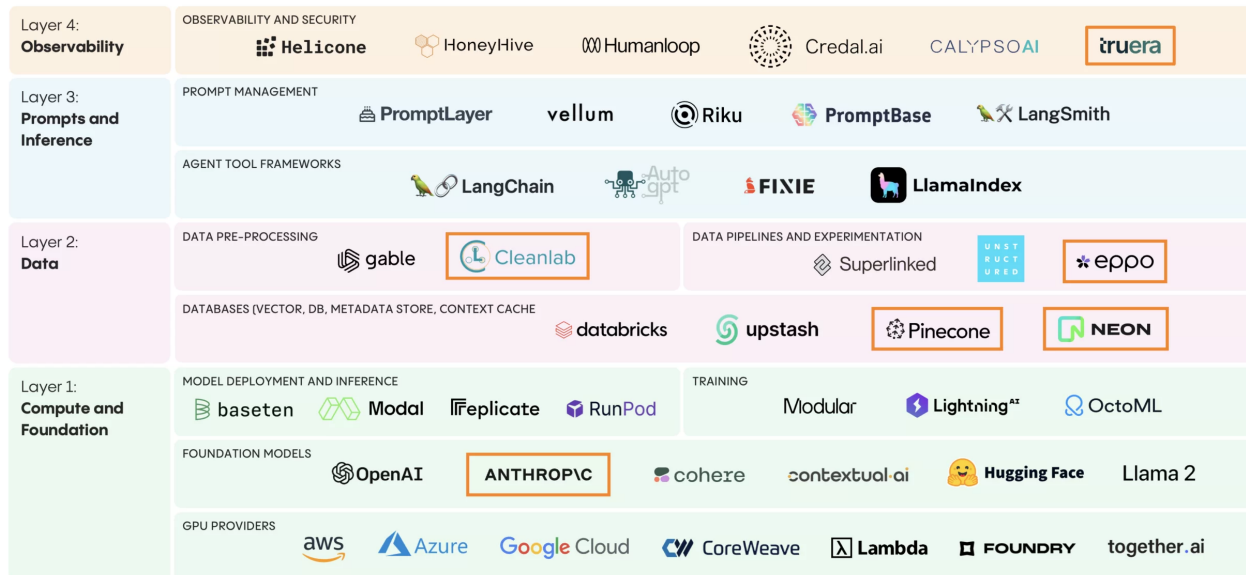 Layer 4:
Observability
OBSERVABILITY AND SECURITY
Helicone HoneyHive Humanloop Credal.ai CALYPSOAI truera
Layer 3:
Prompts and
Inference
PROMPT MANAGEMENT
PromptLayer vellum Riku PromptBase LangSmith
AGENT TOOL FRAMEWORKS
LangChain Auto gpt FIXIE LlamaIndex
Layer 2:
Data
DATA PRE-PROCESSING
gable Cleanlab
DATA PIPELINES AND EXPERIMENTATION
Superlinked UNST RUCT URED eppo
DATABASES (VECTOR, DB, METADATA STORE, CONTEXT CACHE
databricks upstash Pinecone NEON
Layer 1:
Compute and
Foundation
MODEL DEPLOYMENT AND INFERENCE
baseten Modal Replicate RunPod
TRAINING
Modular Lightning AI OctoML
FOUNDATION MODELS
OpenAI ANTHROP\C cohere contextual·ai Hugging Face Llama 2
GPU PROVIDERS
aws Azure Google Cloud CW CoreWeave λ Lambda FOUNDRY together.ai